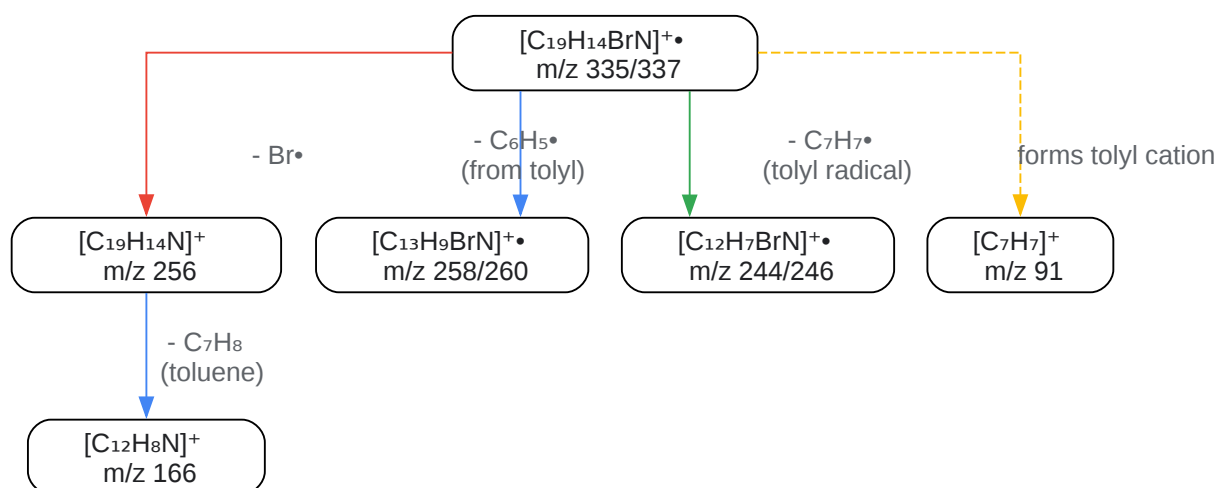 [C₁₉H₁₄BrN]⁺•
m/z 335/337
- Br•
- C₆H₅•
(from tolyl)
- C₇H₇•
(tolyl radical)
forms tolyl cation
[C₁₉H₁₄N]⁺
m/z 256
[C₁₃H₉BrN]⁺•
m/z 258/260
[C₁₂H₇BrN]⁺•
m/z 244/246
[C₇H₇]⁺
m/z 91
- C₇H₈
(toluene)
[C₁₂H₈N]⁺
m/z 166